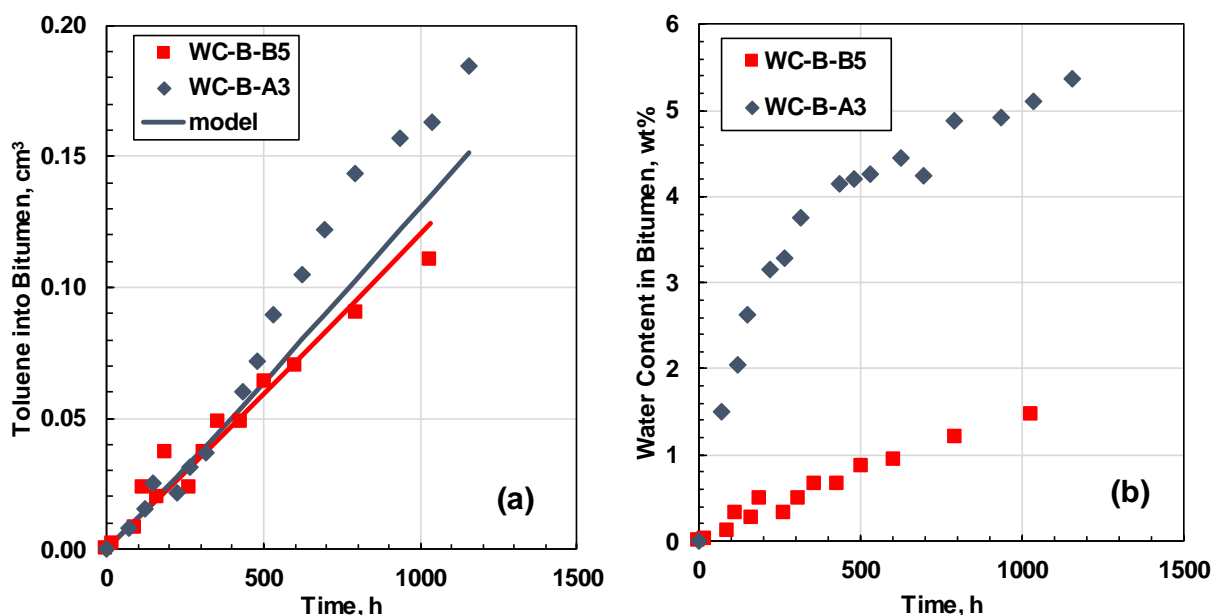 0.20
0.15
0.10
0.05
0.00
Toluene into Bitumen, cm³
WC-B-B5
WC-B-A3
model
(a)
0 500 1000 1500
Time, h
6
5
4
3
2
1
0
Water Content in Bitumen, wt%
WC-B-B5
WC-B-A3
(b)
0 500 1000 1500
Time, h